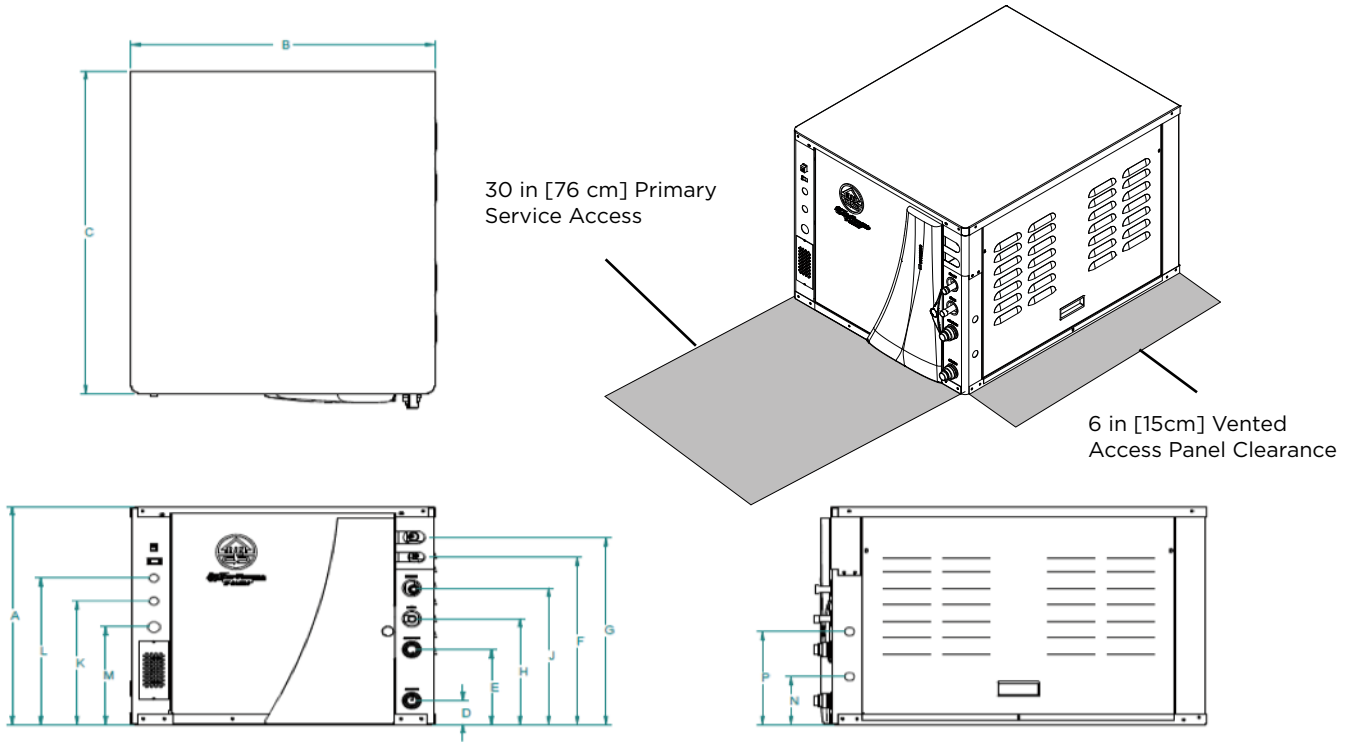 B
C
30 in [76 cm] Primary
Service Access
6 in [15cm] Vented
Access Panel Clearance
A
L
K
M
D
E
H
J
F
G
P
N